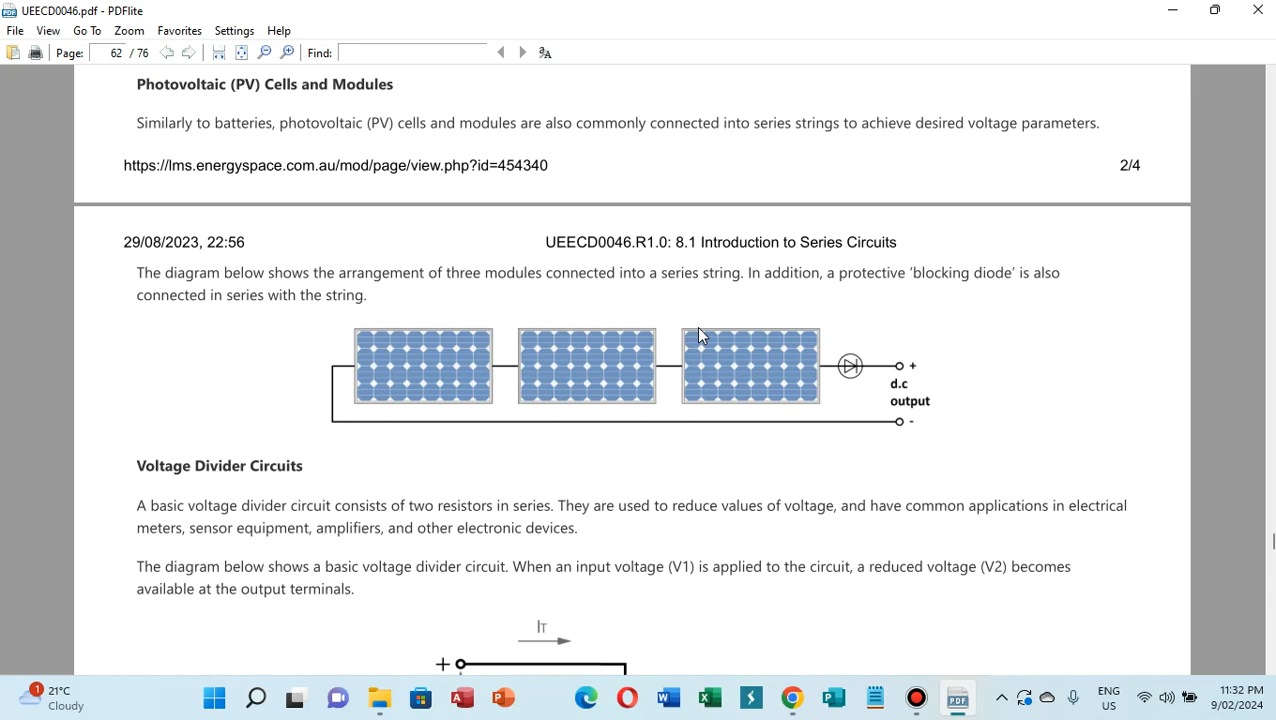 UEECD0046.pdf - PDFlite
File View Go To Zoom Favorites Settings Help
Page: 62 / 76 Find:
Photovoltaic (PV) Cells and Modules
Similarly to batteries, photovoltaic (PV) cells and modules are also commonly connected into series strings to achieve desired voltage parameters.
https://lms.energyspace.com.au/mod/page/view.php?id=454340 2/4
29/08/2023, 22:56 UEECD0046.R1.0: 8.1 Introduction to Series Circuits
The diagram below shows the arrangement of three modules connected into a series string. In addition, a protective ‘blocking diode’ is also
connected in series with the string.
+
d.c
output
-
Voltage Divider Circuits
A basic voltage divider circuit consists of two resistors in series. They are used to reduce values of voltage, and have common applications in electrical
meters, sensor equipment, amplifiers, and other electronic devices.
The diagram below shows a basic voltage divider circuit. When an input voltage (V1) is applied to the circuit, a reduced voltage (V2) becomes
available at the output terminals.
IT
+
1
21°C
Cloudy
ENG
US
11:32 PM
9/02/2024